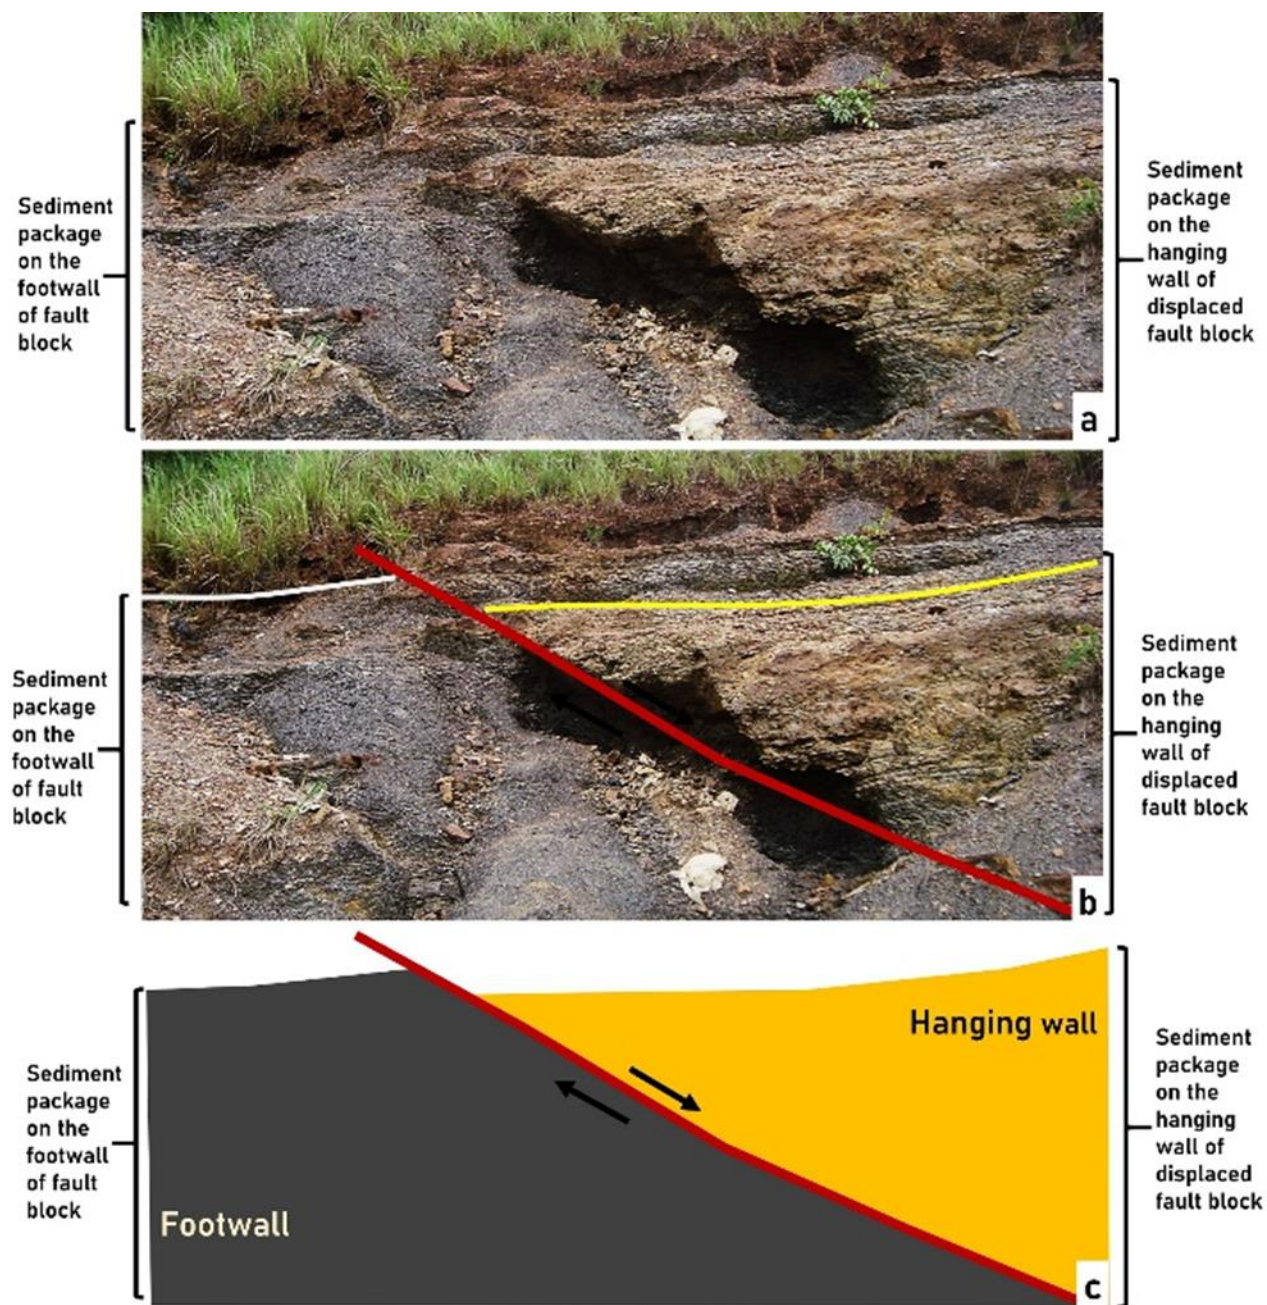 Sediment
package
on the
footwall
of fault
block
Sediment
package
on the
hanging
wall of
displaced
fault block
a
Sediment
package
on the
footwall
of fault
block
Sediment
package
on the
hanging
wall of
displaced
fault block
b
Sediment
package
on the
footwall
of fault
block
Footwall
Hanging wall
Sediment
package
on the
hanging
wall of
displaced
fault block
c